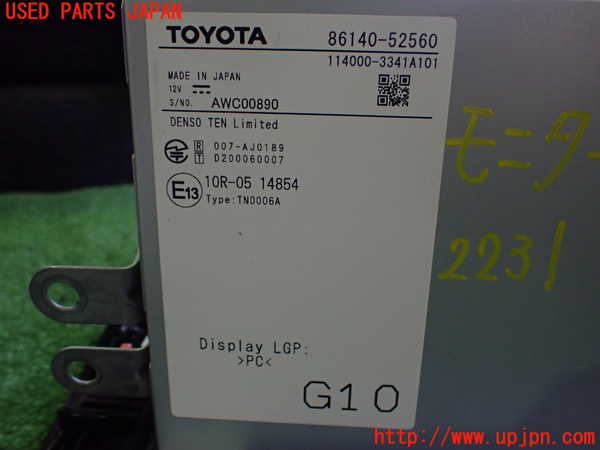 USED PARTS JAPAN
TOYOTA 86140-52560
114000-3341A101
MADE IN JAPAN
12V
S/NO. AWC00890
DENSO TEN Limited
R 007-AJ0189
T D200060007
E13 10R-05 14854
Type:TND006A
モニター
2231
Display LGP:
>PC<
G10
http://www.upjpn.com